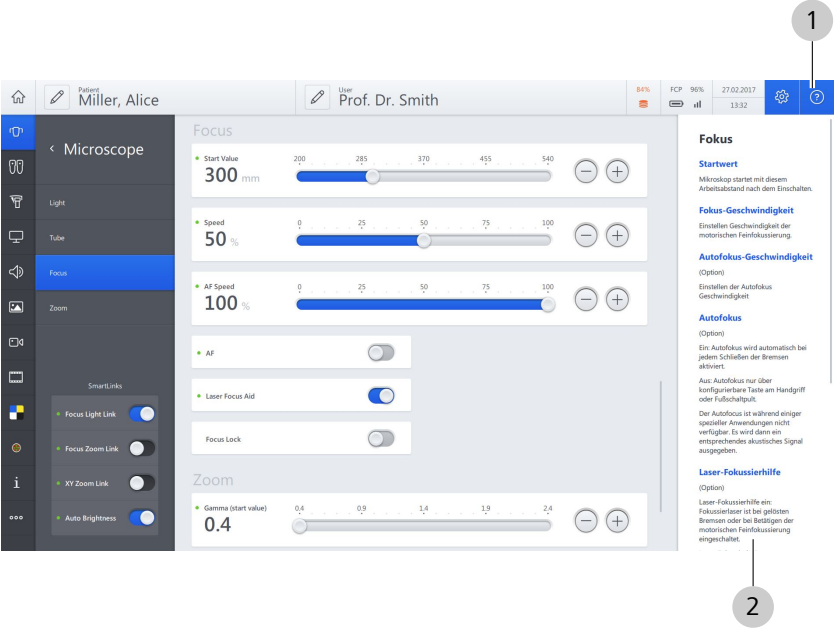 1
Patient
Miller, Alice
User
Prof. Dr. Smith
84%
FCP 96%
27.02.2017
13:32
?
Microscope
Light
Tube
Focus
Zoom
SmartLinks
Focus Light Link
Focus Zoom Link
XY Zoom Link
Auto Brightness
i
Focus
Start Value
300 mm
200 285 370 455 540
Speed
50 %
0 25 50 75 100
AF Speed
100 %
0 25 50 75 100
AF
Laser Focus Aid
Focus Lock
Zoom
Gamma (start value)
0.4
0.4 0.9 1.4 1.9 2.4
Fokus
Startwert
Mikroskop startet mit diesem
Arbeitsabstand nach dem Einschalten.
Fokus-Geschwindigkeit
Einstellen Geschwindigkeit der
motorischen Feinfokussierung.
Autofokus-Geschwindigkeit
(Option)
Einstellen der Autofokus
Geschwindigkeit
Autofokus
(Option)
Ein: Autofokus wird automatisch bei
jedem Schließen der Bremsen
aktiviert.
Aus: Autofokus nur über
konfigurierbare Taste am Handgriff
oder Fußschaltpult.
Der Autofocus ist während einiger
spezieller Anwendungen nicht
verfügbar. Es wird dann ein
entsprechendes akustisches Signal
ausgegeben.
Laser-Fokussierhilfe
(Option)
Laser-Fokussierhilfe ein:
Fokussierlaser ist bei gelösten
Bremsen oder bei Betätigen der
motorischen Feinfokussierung
eingeschaltet.
2